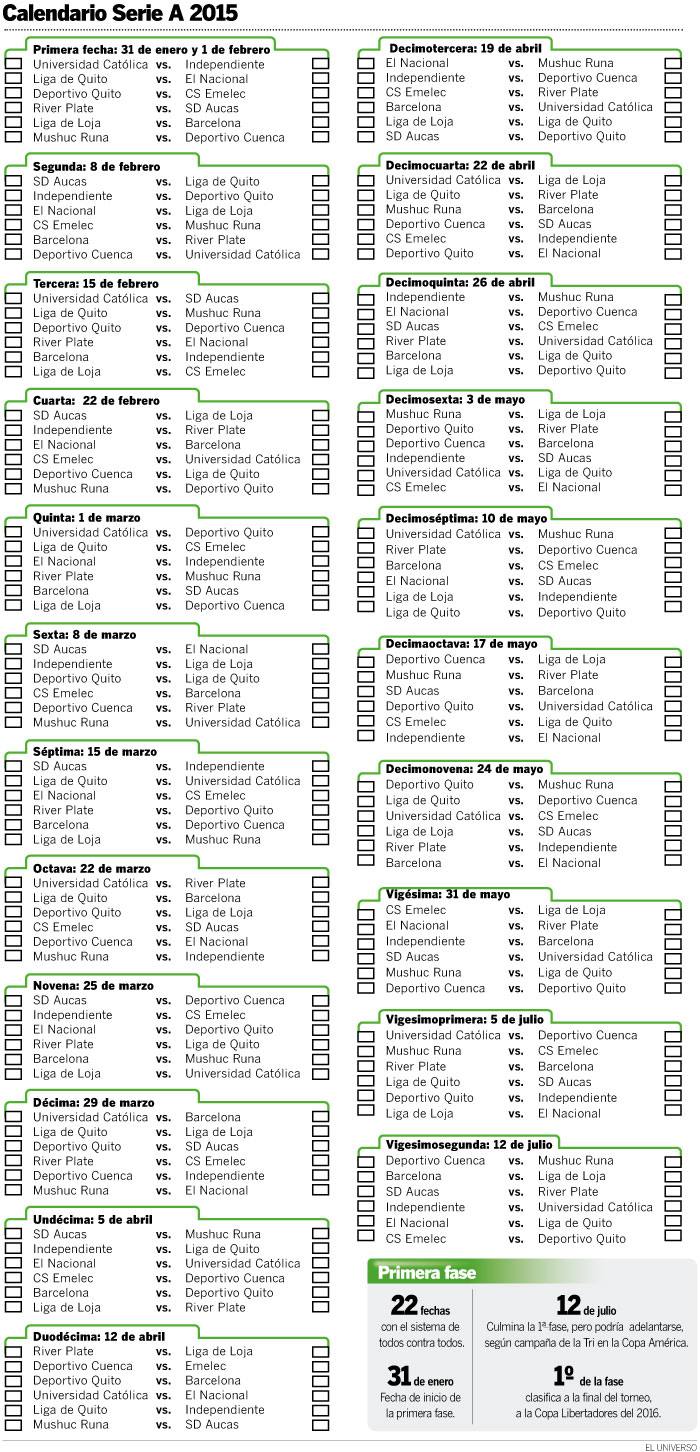 Calendario Serie A 2015
Primera fecha: 31 de enero y 1 de febrero
Universidad Católica vs. Independiente
Liga de Quito vs. El Nacional
Deportivo Quito vs. CS Emelec
River Plate vs. SD Aucas
Liga de Loja vs. Barcelona
Mushuc Runa vs. Deportivo Cuenca
Segunda: 8 de febrero
SD Aucas vs. Liga de Quito
Independiente vs. Deportivo Quito
El Nacional vs. Liga de Loja
CS Emelec vs. Mushuc Runa
Barcelona vs. River Plate
Deportivo Cuenca vs. Universidad Católica
Tercera: 15 de febrero
Universidad Católica vs. SD Aucas
Liga de Quito vs. Mushuc Runa
Deportivo Quito vs. Deportivo Cuenca
River Plate vs. El Nacional
Barcelona vs. Independiente
Liga de Loja vs. CS Emelec
Cuarta: 22 de febrero
SD Aucas vs. Liga de Loja
Independiente vs. River Plate
El Nacional vs. Barcelona
CS Emelec vs. Universidad Católica
Deportivo Cuenca vs. Liga de Quito
Mushuc Runa vs. Deportivo Quito
Quinta: 1 de marzo
Universidad Católica vs. Deportivo Quito
Liga de Quito vs. CS Emelec
El Nacional vs. Independiente
River Plate vs. Mushuc Runa
Barcelona vs. SD Aucas
Liga de Loja vs. Deportivo Cuenca
Sexta: 8 de marzo
SD Aucas vs. El Nacional
Independiente vs. Liga de Loja
Deportivo Quito vs. Liga de Quito
CS Emelec vs. Barcelona
Deportivo Cuenca vs. River Plate
Mushuc Runa vs. Universidad Católica
Séptima: 15 de marzo
SD Aucas vs. Independiente
Liga de Quito vs. Universidad Católica
El Nacional vs. CS Emelec
River Plate vs. Deportivo Quito
Barcelona vs. Deportivo Cuenca
Liga de Loja vs. Mushuc Runa
Octava: 22 de marzo
Universidad Católica vs. River Plate
Liga de Quito vs. Barcelona
Deportivo Quito vs. Liga de Loja
CS Emelec vs. SD Aucas
Deportivo Cuenca vs. El Nacional
Mushuc Runa vs. Independiente
Novena: 25 de marzo
SD Aucas vs. Deportivo Cuenca
Independiente vs. CS Emelec
El Nacional vs. Deportivo Quito
River Plate vs. Liga de Quito
Barcelona vs. Mushuc Runa
Liga de Loja vs. Universidad Católica
Décima: 29 de marzo
Universidad Católica vs. Barcelona
Liga de Quito vs. Liga de Loja
Deportivo Quito vs. SD Aucas
River Plate vs. CS Emelec
Deportivo Cuenca vs. Independiente
Mushuc Runa vs. El Nacional
Undécima: 5 de abril
SD Aucas vs. Mushuc Runa
Independiente vs. Liga de Quito
El Nacional vs. Universidad Católica
CS Emelec vs. Deportivo Cuenca
Barcelona vs. Deportivo Quito
Liga de Loja vs. River Plate
Duodécima: 12 de abril
River Plate vs. Liga de Loja
Deportivo Cuenca vs. Emelec
Deportivo Quito vs. Barcelona
Universidad Católica vs. El Nacional
Liga de Quito vs. Independiente
Mushuc Runa vs. SD Aucas
Decimotercera: 19 de abril
El Nacional vs. Mushuc Runa
Independiente vs. Deportivo Cuenca
CS Emelec vs. River Plate
Barcelona vs. Universidad Católica
Liga de Loja vs. Liga de Quito
SD Aucas vs. Deportivo Quito
Decimocuarta: 22 de abril
Universidad Católica vs. Liga de Loja
Liga de Quito vs. River Plate
Mushuc Runa vs. Barcelona
Deportivo Cuenca vs. SD Aucas
CS Emelec vs. Independiente
Deportivo Quito vs. El Nacional
Decimoquinta: 26 de abril
Independiente vs. Mushuc Runa
El Nacional vs. Deportivo Cuenca
SD Aucas vs. CS Emelec
River Plate vs. Universidad Católica
Barcelona vs. Liga de Quito
Liga de Loja vs. Deportivo Quito
Decimosexta: 3 de mayo
Mushuc Runa vs. Liga de Loja
Deportivo Quito vs. River Plate
Deportivo Cuenca vs. Barcelona
Independiente vs. SD Aucas
Universidad Católica vs. Liga de Quito
CS Emelec vs. El Nacional
Decimoséptima: 10 de mayo
Universidad Católica vs. Mushuc Runa
River Plate vs. Deportivo Cuenca
Barcelona vs. CS Emelec
El Nacional vs. SD Aucas
Liga de Loja vs. Independiente
Liga de Quito vs. Deportivo Quito
Decimaoctava: 17 de mayo
Deportivo Cuenca vs. Liga de Loja
Mushuc Runa vs. River Plate
SD Aucas vs. Barcelona
Deportivo Quito vs. Universidad Católica
CS Emelec vs. Liga de Quito
Independiente vs. El Nacional
Decimonovena: 24 de mayo
Deportivo Quito vs. Mushuc Runa
Liga de Quito vs. Deportivo Cuenca
Universidad Católica vs. CS Emelec
Liga de Loja vs. SD Aucas
River Plate vs. Independiente
Barcelona vs. El Nacional
Vigésima: 31 de mayo
CS Emelec vs. Liga de Loja
El Nacional vs. River Plate
Independiente vs. Barcelona
SD Aucas vs. Universidad Católica
Mushuc Runa vs. Liga de Quito
Deportivo Cuenca vs. Deportivo Quito
Vigesimoprimera: 5 de julio
Universidad Católica vs. Deportivo Cuenca
Mushuc Runa vs. CS Emelec
River Plate vs. Barcelona
Liga de Quito vs. SD Aucas
Deportivo Quito vs. Independiente
Liga de Loja vs. El Nacional
Vigesimosegunda: 12 de julio
Deportivo Cuenca vs. Mushuc Runa
Barcelona vs. Liga de Loja
SD Aucas vs. River Plate
Independiente vs. Universidad Católica
El Nacional vs. Liga de Quito
CS Emelec vs. Deportivo Quito
Primera fase
22 fechas
con el sistema de
todos contra todos.
12 de julio
Culmina la 1ª fase, pero podría adelantarse,
según campaña de la Tri en la Copa América.
31 de enero
Fecha de inicio de
la primera fase.
1º de la fase
clasifica a la final del torneo,
a la Copa Libertadores del 2016.
EL UNIVERSO